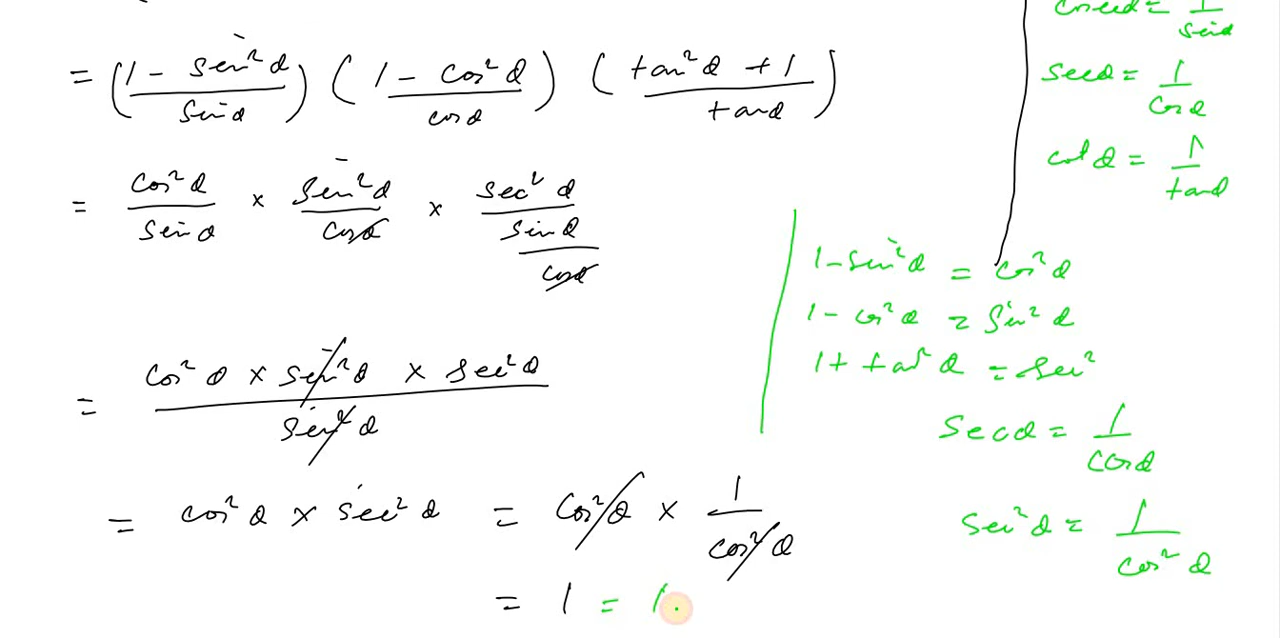 = (1 - sin²θ / sinθ) (1 - cos²θ / cosθ) (tan²θ + 1 / tanθ)
= cos²θ / sinθ × sin²θ / cosθ × sec²θ / sinθ / cosθ
= cos²θ × sin²θ × sec²θ / sin²θ
= cos²θ × sec²θ = cos²θ × 1 / cos²θ
= 1 = 1.
cosecθ = 1 / sinθ
secθ = 1 / cosθ
cotθ = 1 / tanθ
1 - sin²θ = cos²θ
1 - cos²θ = sin²θ
1 + tan²θ = sec²
secθ = 1 / cosθ
sec²θ = 1 / cos²θ